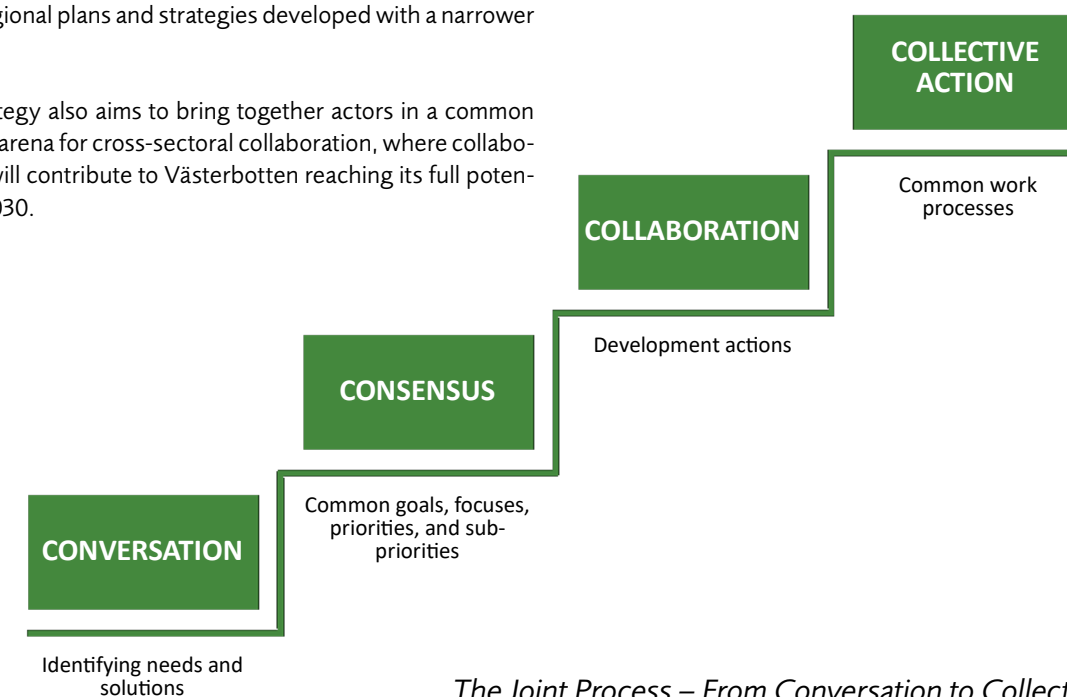 gional plans and strategies developed with a narrower
tegy also aims to bring together actors in a common
arena for cross-sectoral collaboration, where collabo-
will contribute to Västerbotten reaching its full poten-
030.
COLLECTIVE
ACTION
Common work
processes
COLLABORATION
Development actions
CONSENSUS
Common goals, focuses,
priorities, and sub-
priorities
CONVERSATION
Identifying needs and
solutions
The Joint Process – From Conversation to Collect